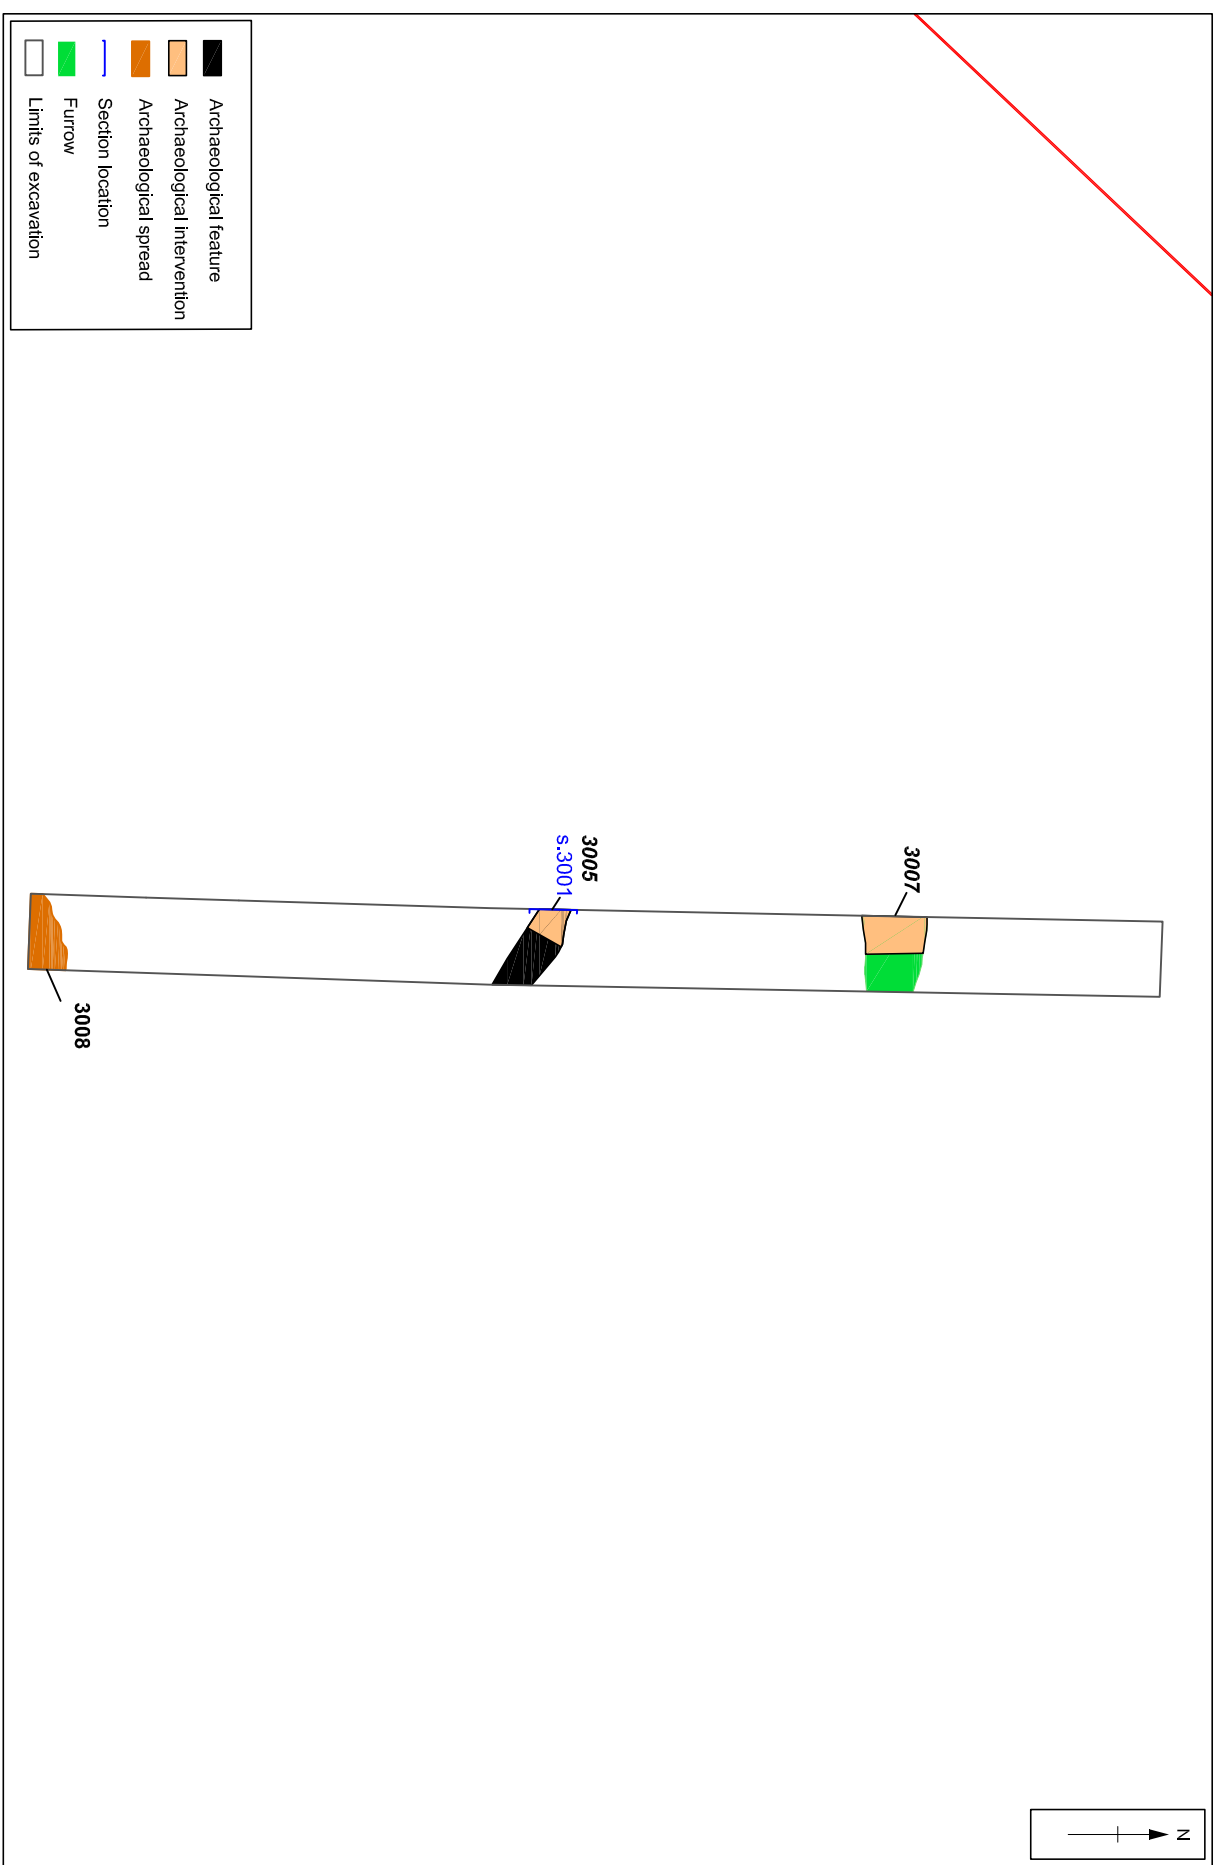 N
3007
3005
s.3001
3008
Archaeological feature
Archaeological intervention
Archaeological spread
Section location
Furrow
Limits of excavation